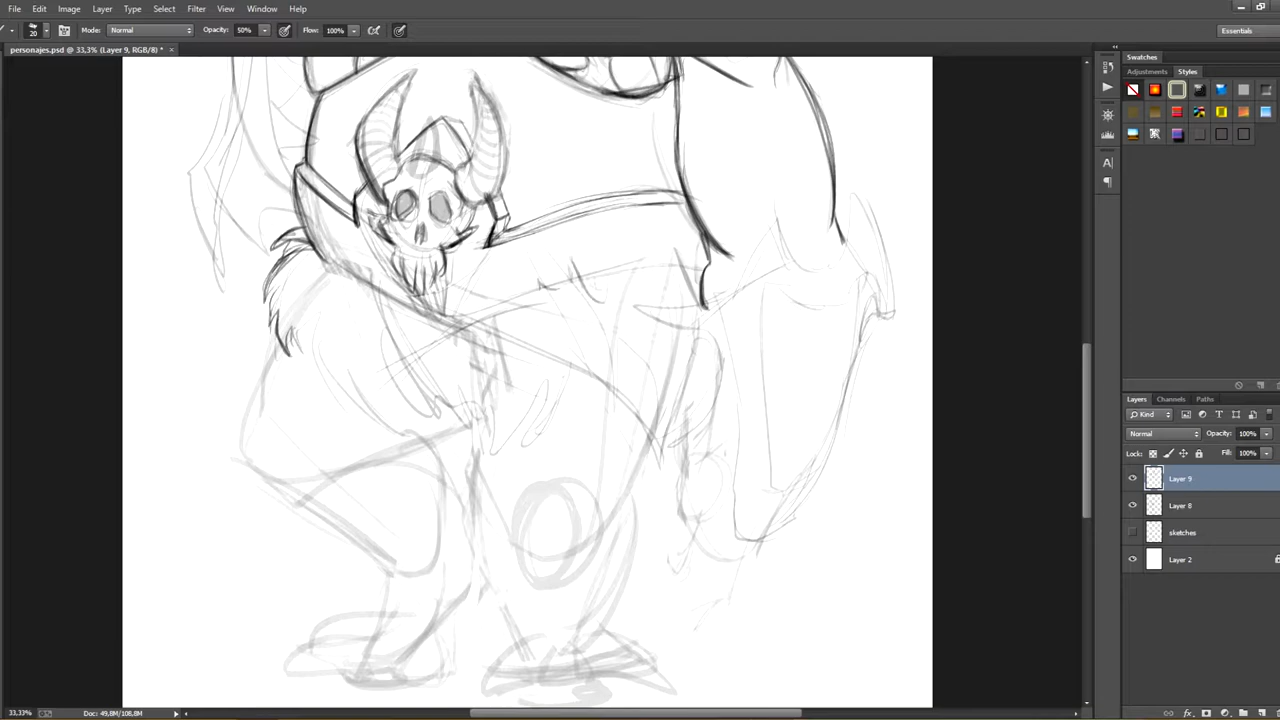 File Edit Image Layer Type Select Filter View Window Help
20 Mode: Normal Opacity: 50% Flow: 100% Essentials
personajes.psd @ 33,3% (Layer 9, RGB/8) * ×
Swatches
Adjustments Styles
Layers Channels Paths
Kind
Normal Opacity: 100%
Lock: Fill: 100%
Layer 9
Layer 8
sketches
Layer 2
33,33% Doc: 49,8M/108,8M